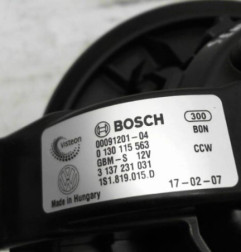 visteon
BOSCH
300
00091201-04
BON
0 130 115 563
GBM-S 12V
CCW
3 137 231 031
1S1.819.015.D
Made in Hungary
17-02-07